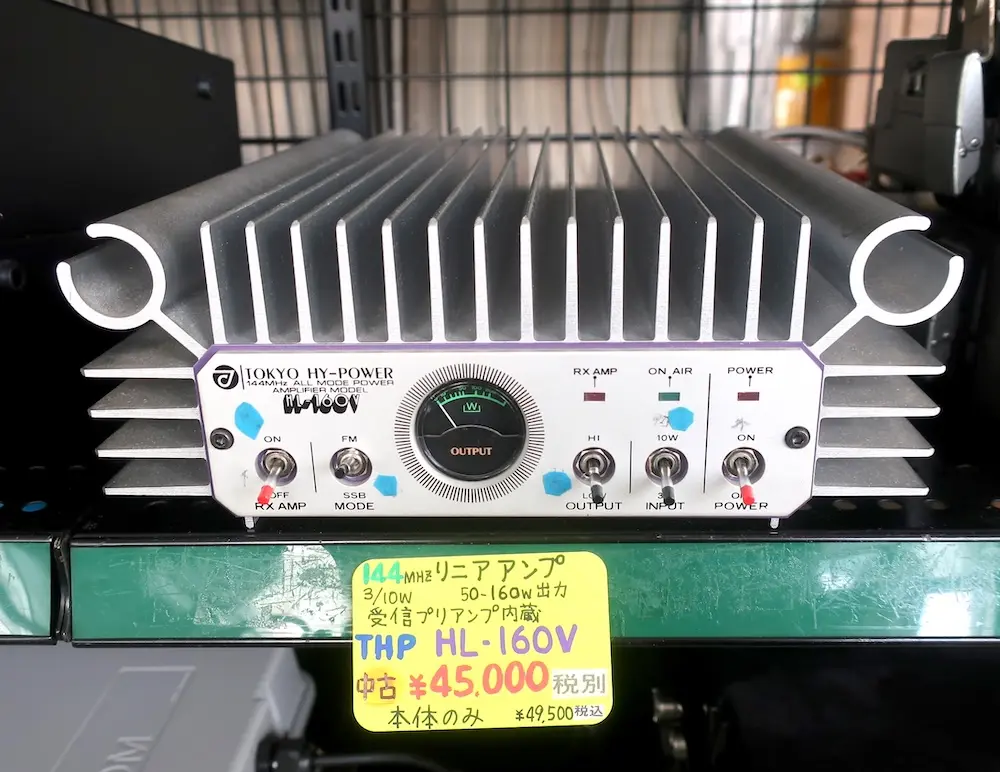 TOKYO HY-POWER
144MHz ALL MODE POWER
AMPLIFIER MODEL
HL-160V
RX AMP
ON AIR
POWER
W
OUTPUT
ON
FM
HI
10W
ON
SSB
RX AMP
MODE
OUTPUT
INPUT
POWER
144MHzリニアアンプ
3/10W 50-160W出力
受信プリアンプ内蔵
THP HL-160V
中古 ¥45,000税別
本体のみ ¥49,500税込